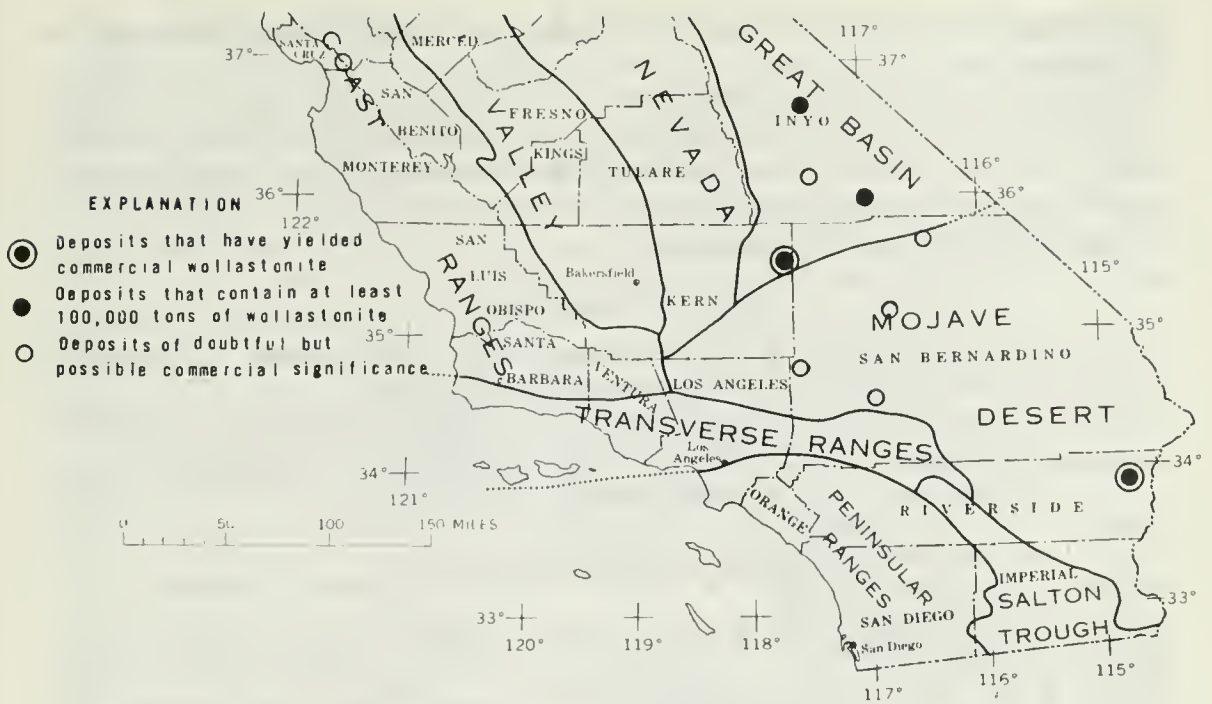 EXPLANATION
Deposits that have yielded
commercial wollastonite
Deposits that contain at least
100,000 tons of wollastonite
Deposits of doubtful but
possible commercial significance
0 50 100 150 MILES
COAST
RANGES
VALLEY
NEVADA
GREAT BASIN
MOJAVE
DESERT
TRANSVERSE RANGES
PENINSULAR
RANGES
SALTON
TROUGH
SANTA
CRUZ
MERCED
SAN
BENITO
MONTEREY
FRESNO
KINGS
TULARE
INYO
SAN
LUIS
OBISPO
Bakersfield
KERN
SANTA
BARBARA
VENTURA
LOS ANGELES
SAN BERNARDINO
Los
Angeles
ORANGE
RIVERSIDE
SAN DIEGO
San Diego
IMPERIAL
37°
117°
37°
36°
122°
116°
36°
35°
115°
35°
34°
121°
34°
33°
120°
119°
118°
117°
116°
115°
33°